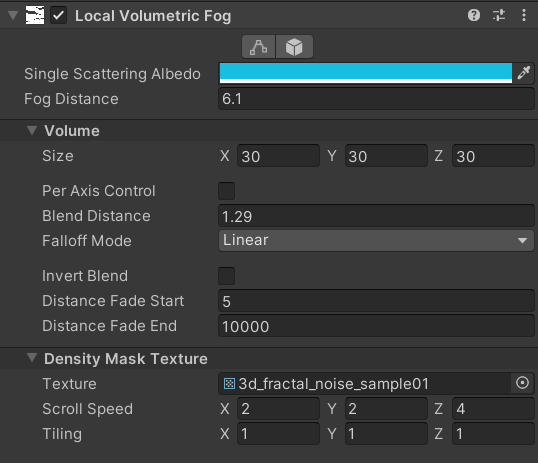 Local Volumetric Fog
Single Scattering Albedo
Fog Distance 6.1
Volume
Size X 30 Y 30 Z 30
Per Axis Control
Blend Distance 1.29
Falloff Mode Linear
Invert Blend
Distance Fade Start 5
Distance Fade End 10000
Density Mask Texture
Texture 3d_fractal_noise_sample01
Scroll Speed X 2 Y 2 Z 4
Tiling X 1 Y 1 Z 1